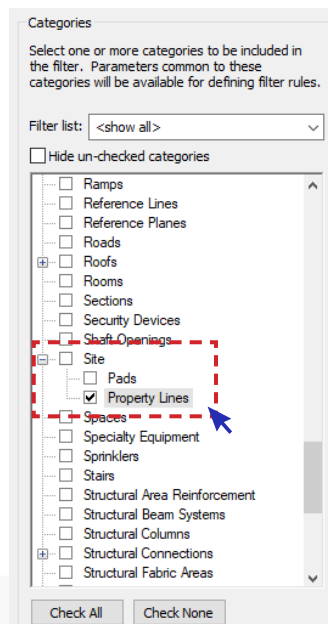 Categories
Select one or more categories to be included in
the filter. Parameters common to these
categories will be available for defining filter rules.
Filter list: <show all>
Hide un-checked categories
Ramps
Reference Lines
Reference Planes
Roads
Roofs
Rooms
Sections
Security Devices
Shaft Openings
Site
Pads
Property Lines
Spaces
Specialty Equipment
Sprinklers
Stairs
Structural Area Reinforcement
Structural Beam Systems
Structural Columns
Structural Connections
Structural Fabric Areas
Check All Check None